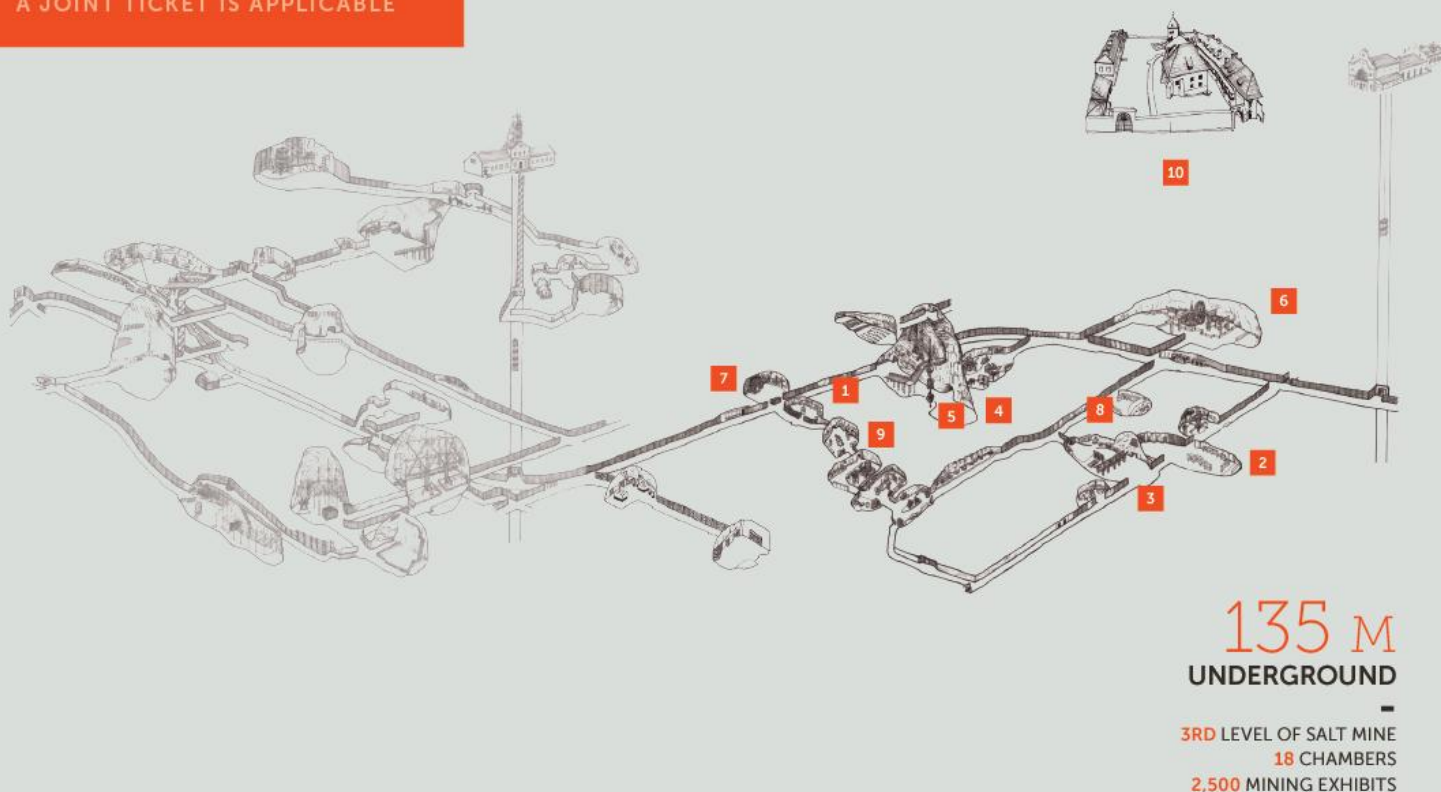 A JOINT TICKET IS APPLICABLE
10
6
7
1
5
4
8
9
2
3
135 M
UNDERGROUND
-
3RD LEVEL OF SALT MINE
18 CHAMBERS
2,500 MINING EXHIBITS